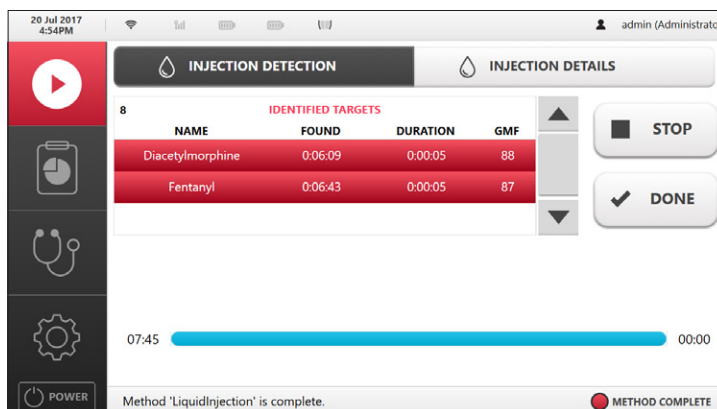 20 Jul 2017
4:54PM
admin (Administrato
INJECTION DETECTION
INJECTION DETAILS
8
IDENTIFIED TARGETS
NAME FOUND DURATION GMF
Diacetylmorphine 0:06:09 0:00:05 88
Fentanyl 0:06:43 0:00:05 87
STOP
DONE
07:45
00:00
POWER
Method 'LiquidInjection' is complete.
METHOD COMPLETE